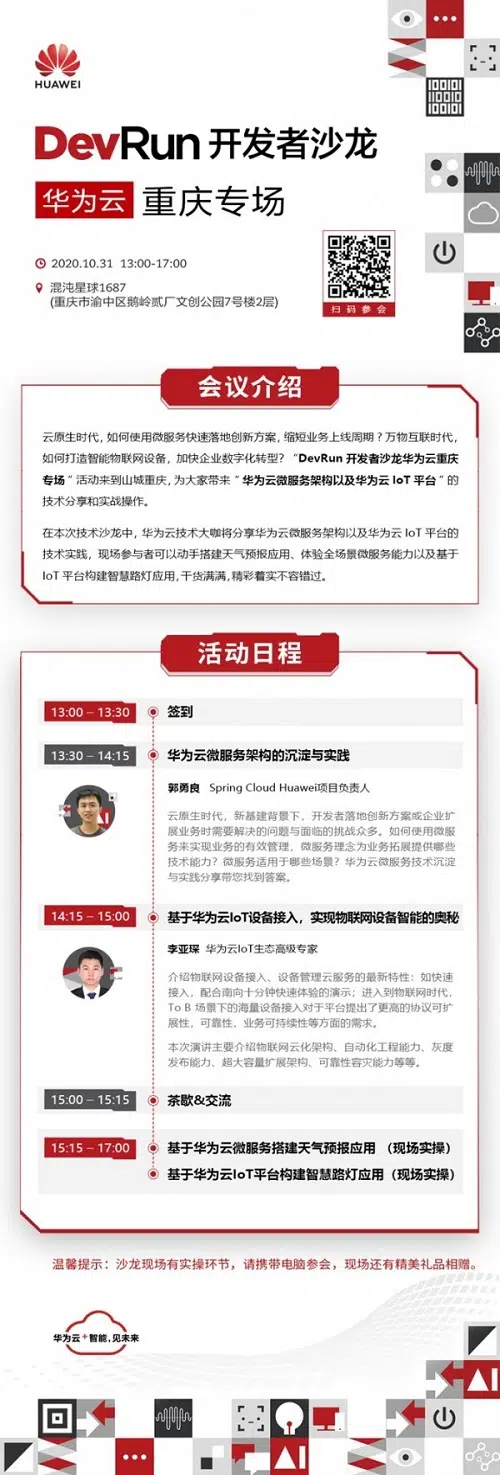 HUAWEI
DevRun 开发者沙龙
华为云 重庆专场
2020.10.31 13:00-17:00
混沌星球1687
(重庆市渝中区鹅岭贰厂文创公园7号楼2层)
扫码参会
会议介绍
云原生时代，如何使用微服务快速落地创新方案，缩短业务上线周期？万物互联时代，
如何打造智能物联网设备，加快企业数字化转型？“DevRun 开发者沙龙华为云重庆
专场”活动来到山城重庆，为大家带来“华为云微服务架构以及华为云 IoT 平台”的
技术分享和实战操作。
在本次技术沙龙中，华为云技术大咖将分享华为云微服务架构以及华为云 IoT 平台的
技术实践，现场参与者可以动手搭建天气预报应用、体验全场景微服务能力以及基于
IoT 平台构建智慧路灯应用，干货满满，精彩着实不容错过。
活动日程
13:00 – 13:30 签到
13:30 – 14:15 华为云微服务架构的沉淀与实践
郭勇良 Spring Cloud Huawei项目负责人
云原生时代，新基建背景下，开发者落地创新方案或企业扩
展业务时需要解决的问题与面临的挑战众多。如何使用微服
务来实现业务的有效管理，微服务理念为业务拓展提供哪些
技术能力？微服务适用于哪些场景？华为云微服务技术沉淀
与实践分享带您找到答案。
14:15 – 15:00 基于华为云IoT设备接入，实现物联网设备智能的奥秘
李亚琛 华为云IoT生态高级专家
介绍物联网设备接入、设备管理云服务的最新特性：如快速
接入，配合南向十分钟快速体验的演示；进入到物联网时代，
To B 场景下的海量设备接入对于平台提出了更高的协议可扩
展性，可靠性，业务可持续性等方面的需求。
本次演讲主要介绍物联网云化架构、自动化工程能力、灰度
发布能力、超大容量扩展架构、可靠性容灾能力等等。
15:00 – 15:15 茶歇&交流
15:15 – 17:00 基于华为云微服务搭建天气预报应用 （现场实操）
基于华为云IoT平台构建智慧路灯应用（现场实操）
温馨提示：沙龙现场有实操环节，请携带电脑参会，现场还有精美礼品相赠。
华为云+智能，见未来
AI
AI